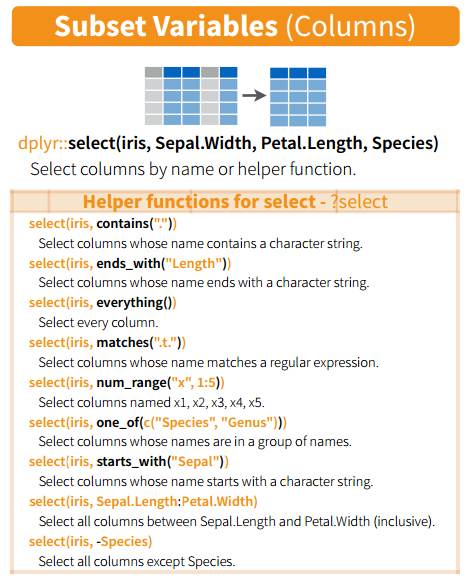 Subset Variables (Columns)
dplyr::select(iris, Sepal.Width, Petal.Length, Species)
Select columns by name or helper function.
Helper functions for select - ?select
select(iris, contains("."))
Select columns whose name contains a character string.
select(iris, ends_with("Length"))
Select columns whose name ends with a character string.
select(iris, everything())
Select every column.
select(iris, matches(".t."))
Select columns whose name matches a regular expression.
select(iris, num_range("x", 1:5))
Select columns named x1, x2, x3, x4, x5.
select(iris, one_of(c("Species", "Genus")))
Select columns whose names are in a group of names.
select(iris, starts_with("Sepal"))
Select columns whose name starts with a character string.
select(iris, Sepal.Length:Petal.Width)
Select all columns between Sepal.Length and Petal.Width (inclusive).
select(iris, -Species)
Select all columns except Species.